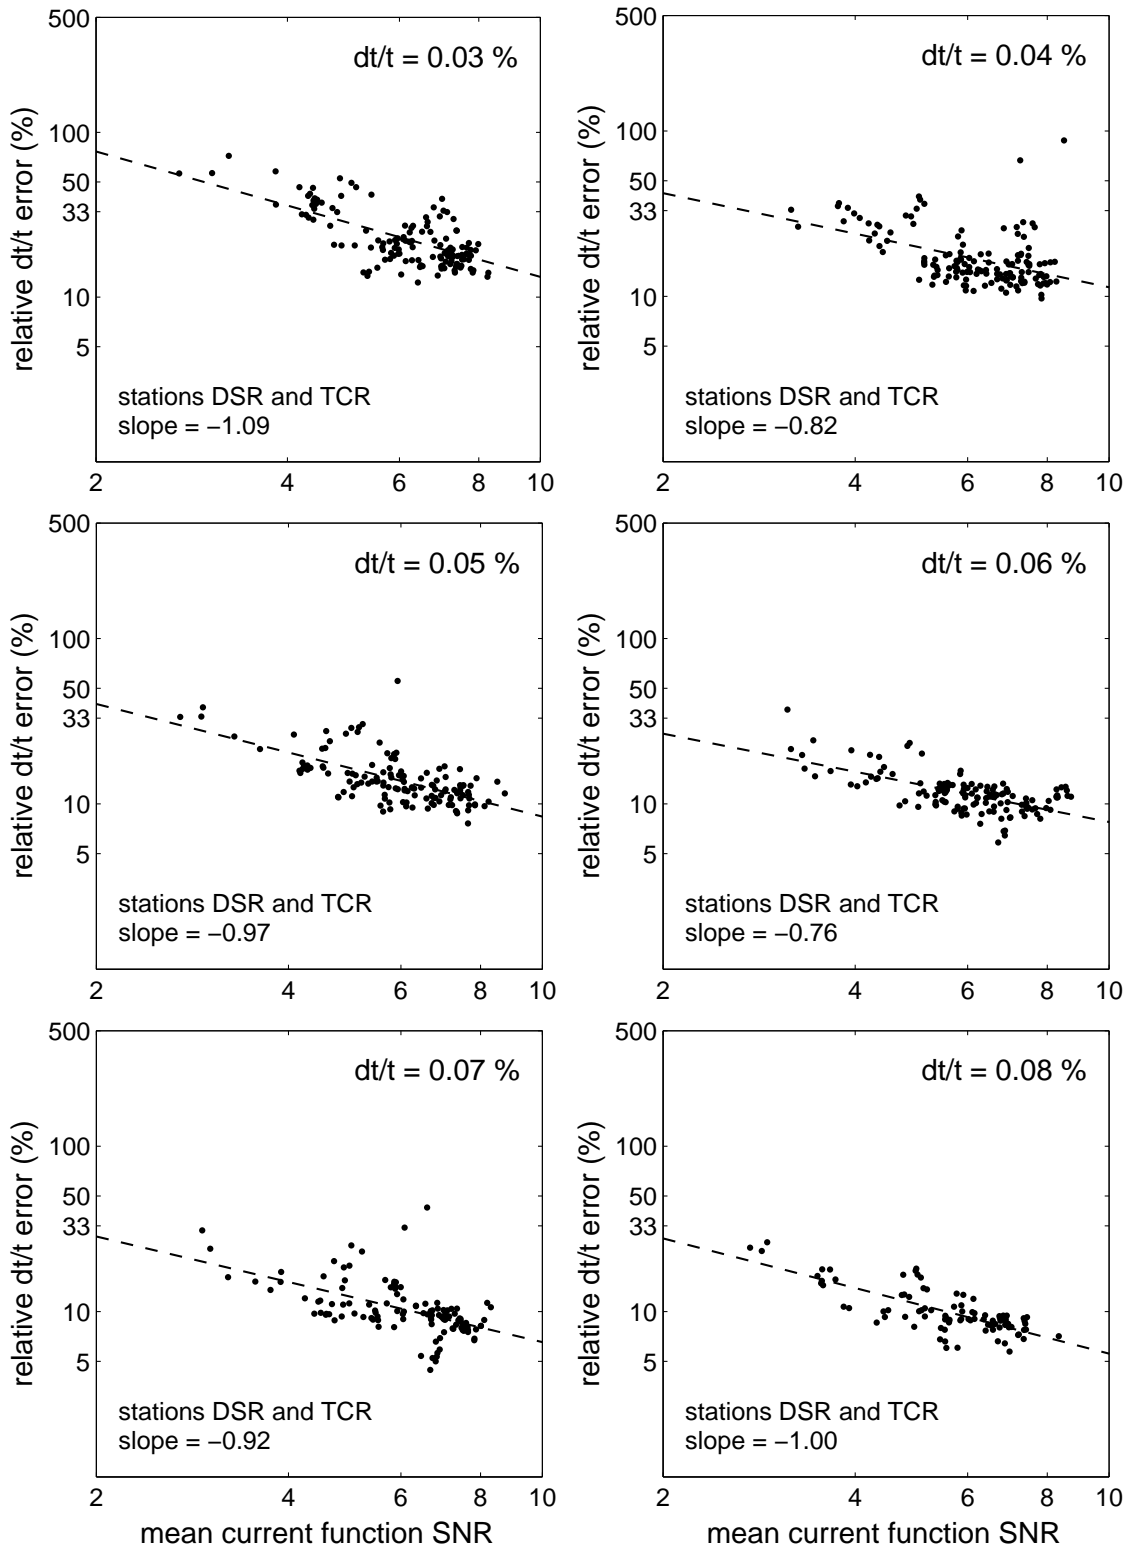 dt/t = 0.03 %
relative dt/t error (%)
500
100
50
33
10
5
stations DSR and TCR
slope = −1.09
2 4 6 8 10
dt/t = 0.04 %
relative dt/t error (%)
500
100
50
33
10
5
stations DSR and TCR
slope = −0.82
2 4 6 8 10
dt/t = 0.05 %
relative dt/t error (%)
500
100
50
33
10
5
stations DSR and TCR
slope = −0.97
2 4 6 8 10
dt/t = 0.06 %
relative dt/t error (%)
500
100
50
33
10
5
stations DSR and TCR
slope = −0.76
2 4 6 8 10
dt/t = 0.07 %
relative dt/t error (%)
500
100
50
33
10
5
stations DSR and TCR
slope = −0.92
2 4 6 8 10
mean current function SNR
dt/t = 0.08 %
relative dt/t error (%)
500
100
50
33
10
5
stations DSR and TCR
slope = −1.00
2 4 6 8 10
mean current function SNR